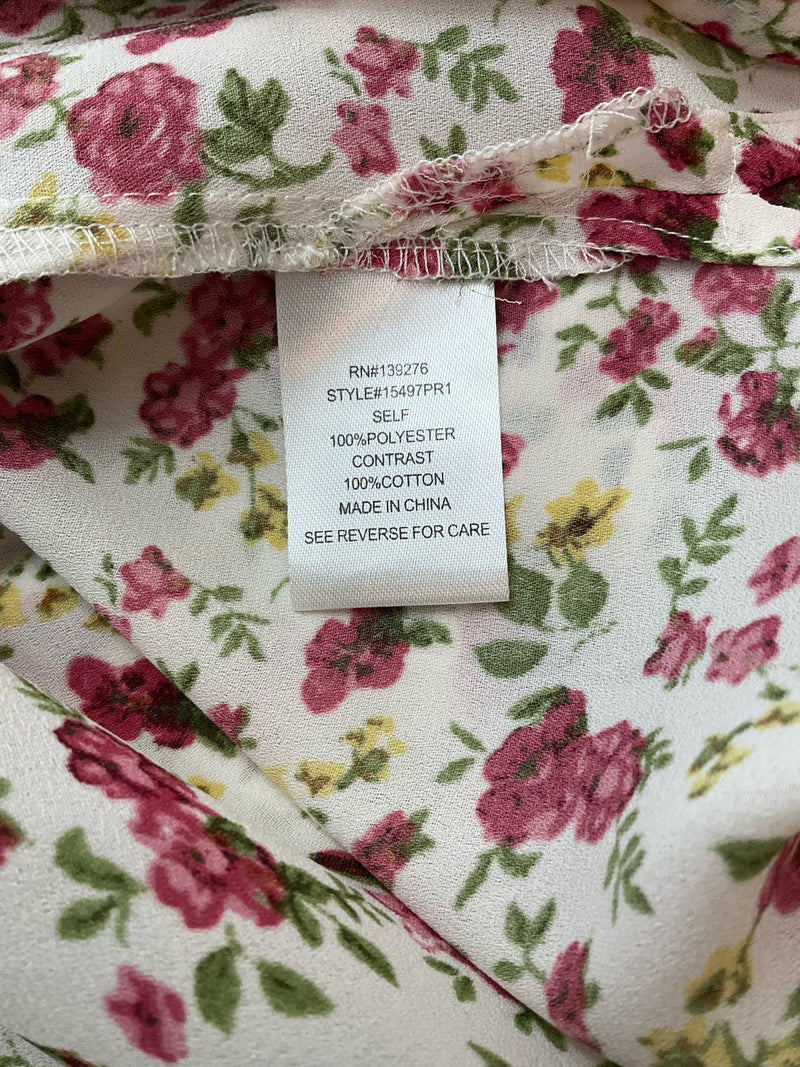 RN#139276
STYLE#15497PR1
SELF
100%POLYESTER
CONTRAST
100%COTTON
MADE IN CHINA
SEE REVERSE FOR CARE